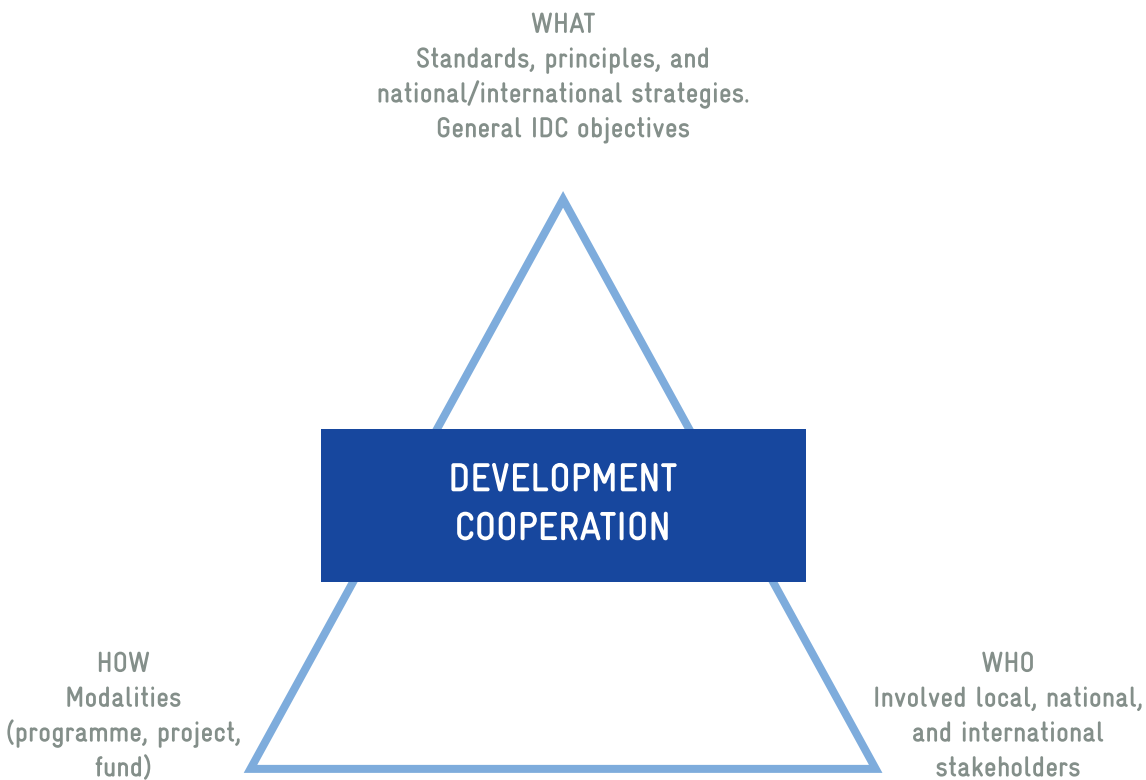 WHAT
Standards, principles, and
national/international strategies.
General IDC objectives
DEVELOPMENT
COOPERATION
HOW
Modalities
(programme, project,
fund)
WHO
Involved local, national,
and international
stakeholders